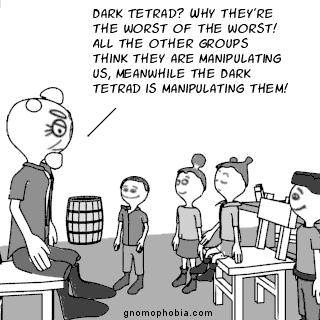 DARK TETRAD? WHY THEY'RE
THE WORST OF THE WORST!
ALL THE OTHER GROUPS
THINK THEY ARE MANIPULATING
US, MEANWHILE THE DARK
TETRAD IS MANIPULATING THEM!
gnomophobia.com